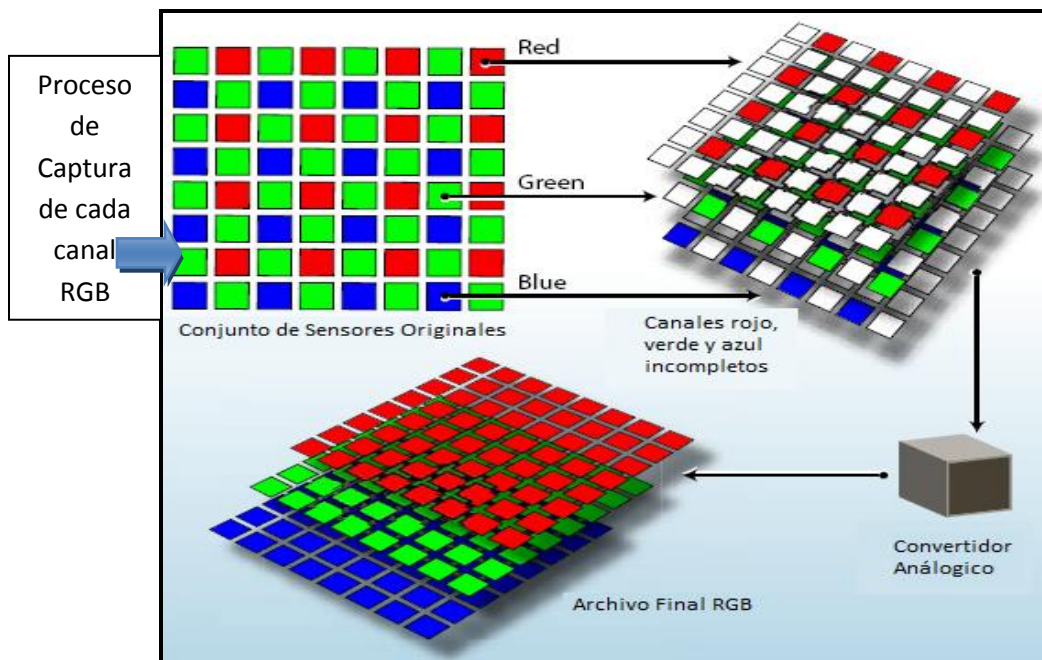 Proceso
de
Captura
de cada
canal
RGB
Red
Green
Blue
Conjunto de Sensores Originales
Canales rojo,
verde y azul
incompletos
Convertidor
Análogico
Archivo Final RGB